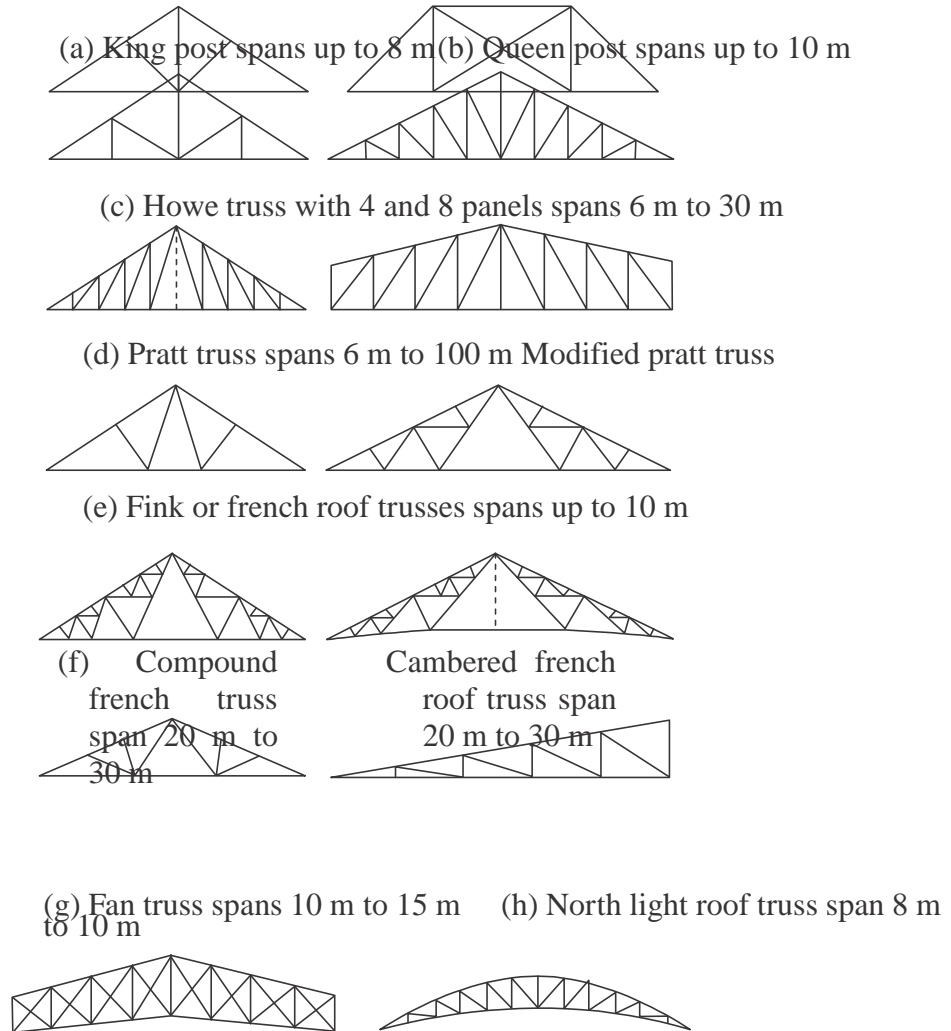 (a) King post spans up to 8 m(b) Queen post spans up to 10 m
(c) Howe truss with 4 and 8 panels spans 6 m to 30 m
(d) Pratt truss spans 6 m to 100 m Modified pratt truss
(e) Fink or french roof trusses spans up to 10 m
(f) Compound
french truss
span 20 m to
30 m
Cambered french
roof truss span
20 m to 30 m
(g) Fan truss spans 10 m to 15 m (h) North light roof truss span 8 m
to 10 m